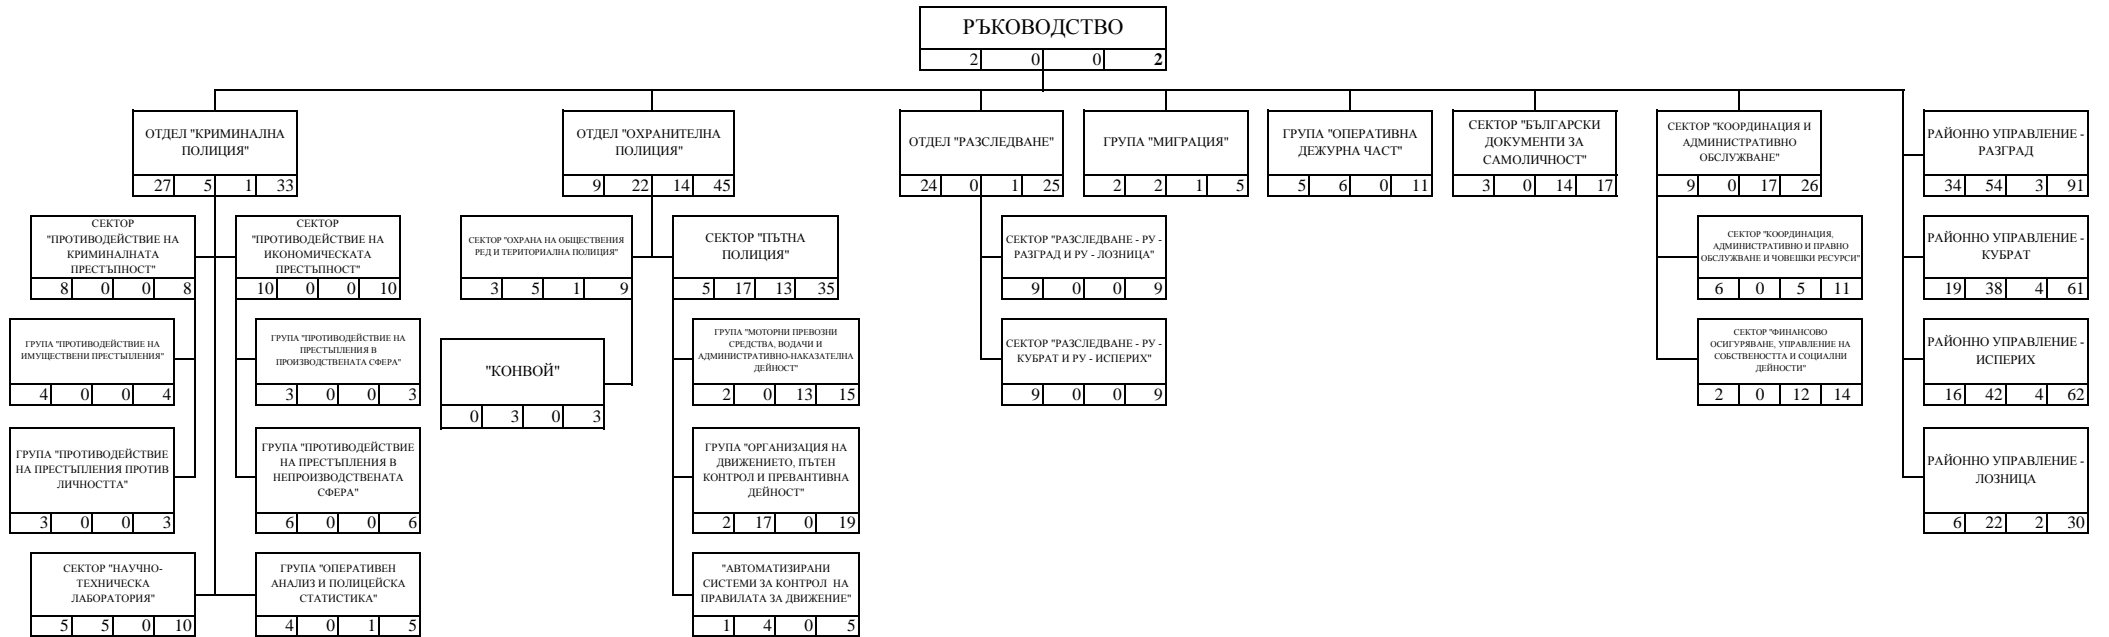 РЪКОВОДСТВО
2 0 0 2
ОТДЕЛ "КРИМИНАЛНА
ПОЛИЦИЯ"
27 5 1 33
ОТДЕЛ "ОХРАНИТЕЛНА
ПОЛИЦИЯ"
9 22 14 45
ОТДЕЛ "РАЗСЛЕДВАНЕ"
24 0 1 25
ГРУПА "МИГРАЦИЯ"
2 2 1 5
ГРУПА "ОПЕРАТИВНА
ДЕЖУРНА ЧАСТ"
5 6 0 11
СЕКТОР "БЪЛГАРСКИ
ДОКУМЕНТИ ЗА
САМОЛИЧНОСТ"
3 0 14 17
СЕКТОР "КООРДИНАЦИЯ И
АДМИНИСТРАТИВНО
ОБСЛУЖВАНЕ"
9 0 17 26
РАЙОННО УПРАВЛЕНИЕ -
РАЗГРАД
34 54 3 91
СЕКТОР
"ПРОТИВОДЕЙСТВИЕ НА
КРИМИНАЛНАТА
ПРЕСТЪПНОСТ"
8 0 0 8
СЕКТОР
"ПРОТИВОДЕЙСТВИЕ НА
ИКОНОМИЧЕСКАТА
ПРЕСТЪПНОСТ"
10 0 0 10
СЕКТОР "ОХРАНА НА ОБЩЕСТВЕНИЯ
РЕД И ТЕРИТОРИАЛНА ПОЛИЦИЯ"
3 5 1 9
СЕКТОР "ПЪТНА
ПОЛИЦИЯ"
5 17 13 35
СЕКТОР "РАЗСЛЕДВАНЕ - РУ -
РАЗГРАД И РУ - ЛОЗНИЦА"
9 0 0 9
СЕКТОР "КООРДИНАЦИЯ,
АДМИНИСТРАТИВНО И ПРАВНО
ОБСЛУЖВАНЕ И ЧОВЕШКИ РЕСУРСИ"
6 0 5 11
РАЙОННО УПРАВЛЕНИЕ -
КУБРАТ
19 38 4 61
ГРУПА "ПРОТИВОДЕЙСТВИЕ НА
ИМУЩЕСТВЕНИ ПРЕСТЪПЛЕНИЯ"
4 0 0 4
ГРУПА "ПРОТИВОДЕЙСТВИЕ НА
ПРЕСТЪПЛЕНИЯ В
ПРОИЗВОДСТВЕНАТА СФЕРА"
3 0 0 3
"КОНВОЙ"
0 3 0 3
ГРУПА "МОТОРНИ ПРЕВОЗНИ
СРЕДСТВА, ВОДАЧИ И
АДМИНИСТРАТИВНО-НАКАЗАТЕЛНА
ДЕЙНОСТ"
2 0 13 15
СЕКТОР "РАЗСЛЕДВАНЕ - РУ -
КУБРАТ И РУ - ИСПЕРИХ"
9 0 0 9
СЕКТОР "ФИНАНСОВО
ОСИГУРЯВАНЕ, УПРАВЛЕНИЕ НА
СОБСТВЕНОСТТА И СОЦИАЛНИ
ДЕЙНОСТИ"
2 0 12 14
РАЙОННО УПРАВЛЕНИЕ -
ИСПЕРИХ
16 42 4 62
ГРУПА "ПРОТИВОДЕЙСТВИЕ
НА ПРЕСТЪПЛЕНИЯ ПРОТИВ
ЛИЧНОСТТА"
3 0 0 3
ГРУПА "ПРОТИВОДЕЙСТВИЕ
НА ПРЕСТЪПЛЕНИЯ В
НЕПРОИЗВОДСТВЕНАТА
СФЕРА"
6 0 0 6
ГРУПА "ОРГАНИЗАЦИЯ НА
ДВИЖЕНИЕТО, ПЪТЕН
КОНТРОЛ И ПРЕВАНТИВНА
ДЕЙНОСТ"
2 17 0 19
РАЙОННО УПРАВЛЕНИЕ -
ЛОЗНИЦА
6 22 2 30
СЕКТОР "НАУЧНО-
ТЕХНИЧЕСКА
ЛАБОРАТОРИЯ"
5 5 0 10
ГРУПА "ОПЕРАТИВЕН
АНАЛИЗ И ПОЛИЦЕЙСКА
СТАТИСТИКА"
4 0 1 5
"АВТОМАТИЗИРАНИ
СИСТЕМИ ЗА КОНТРОЛ НА
ПРАВИЛАТА ЗА ДВИЖЕНИЕ"
1 4 0 5